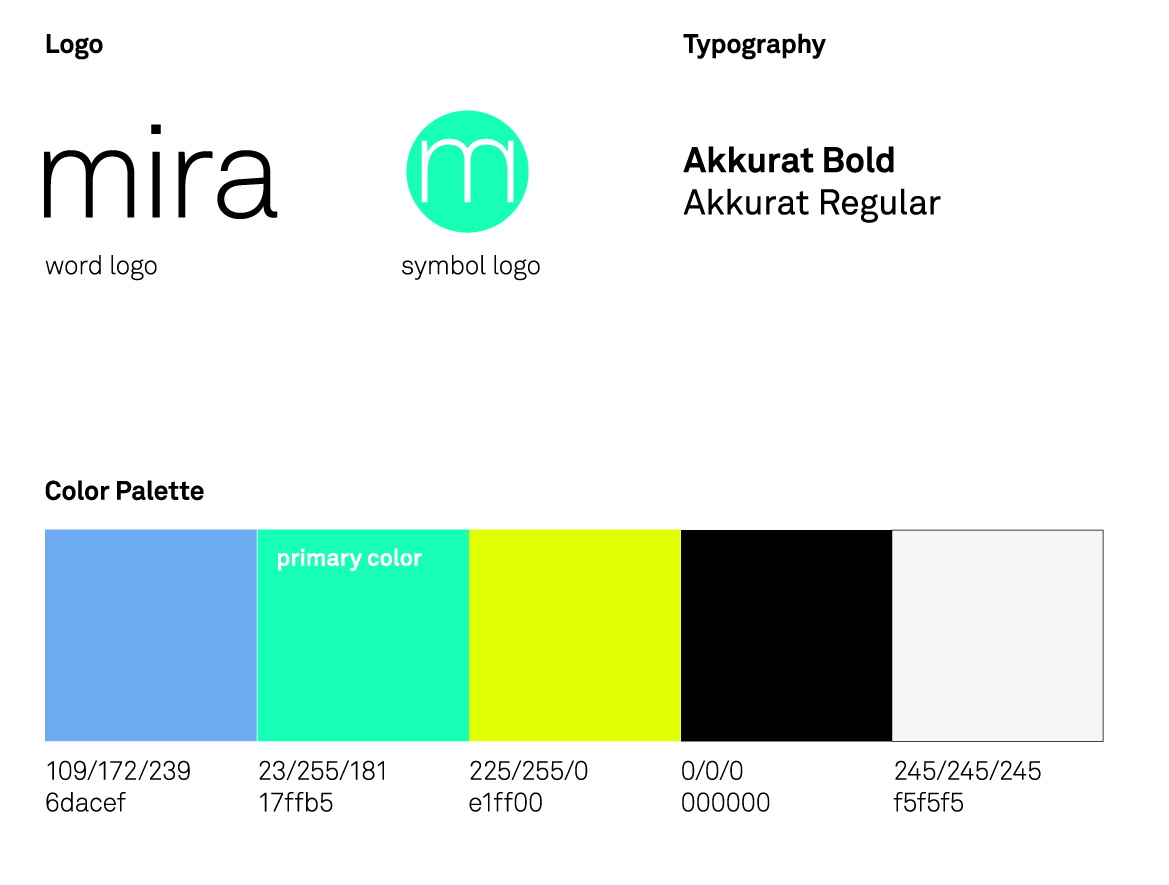 Logo
Typography
mira
m
Akkurat Bold
Akkurat Regular
word logo
symbol logo
Color Palette
primary color
109/172/239
6dacef
23/255/181
17ffb5
225/255/0
e1ff00
0/0/0
000000
245/245/245
f5f5f5